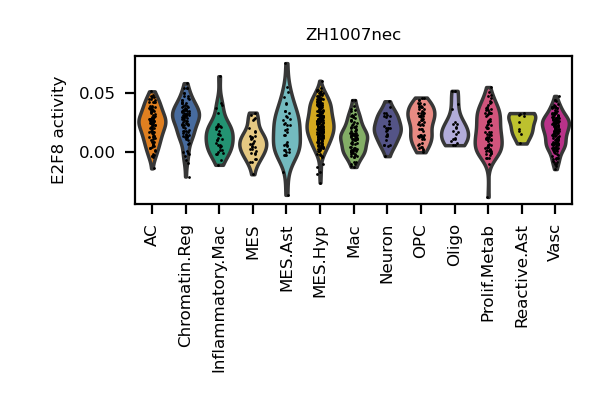 ZH1007nec
E2F8 activity
0.05
0.00
AC
Chromatin.Reg
Inflammatory.Mac
MES
MES.Ast
MES.Hyp
Mac
Neuron
OPC
Oligo
Prolif.Metab
Reactive.Ast
Vasc